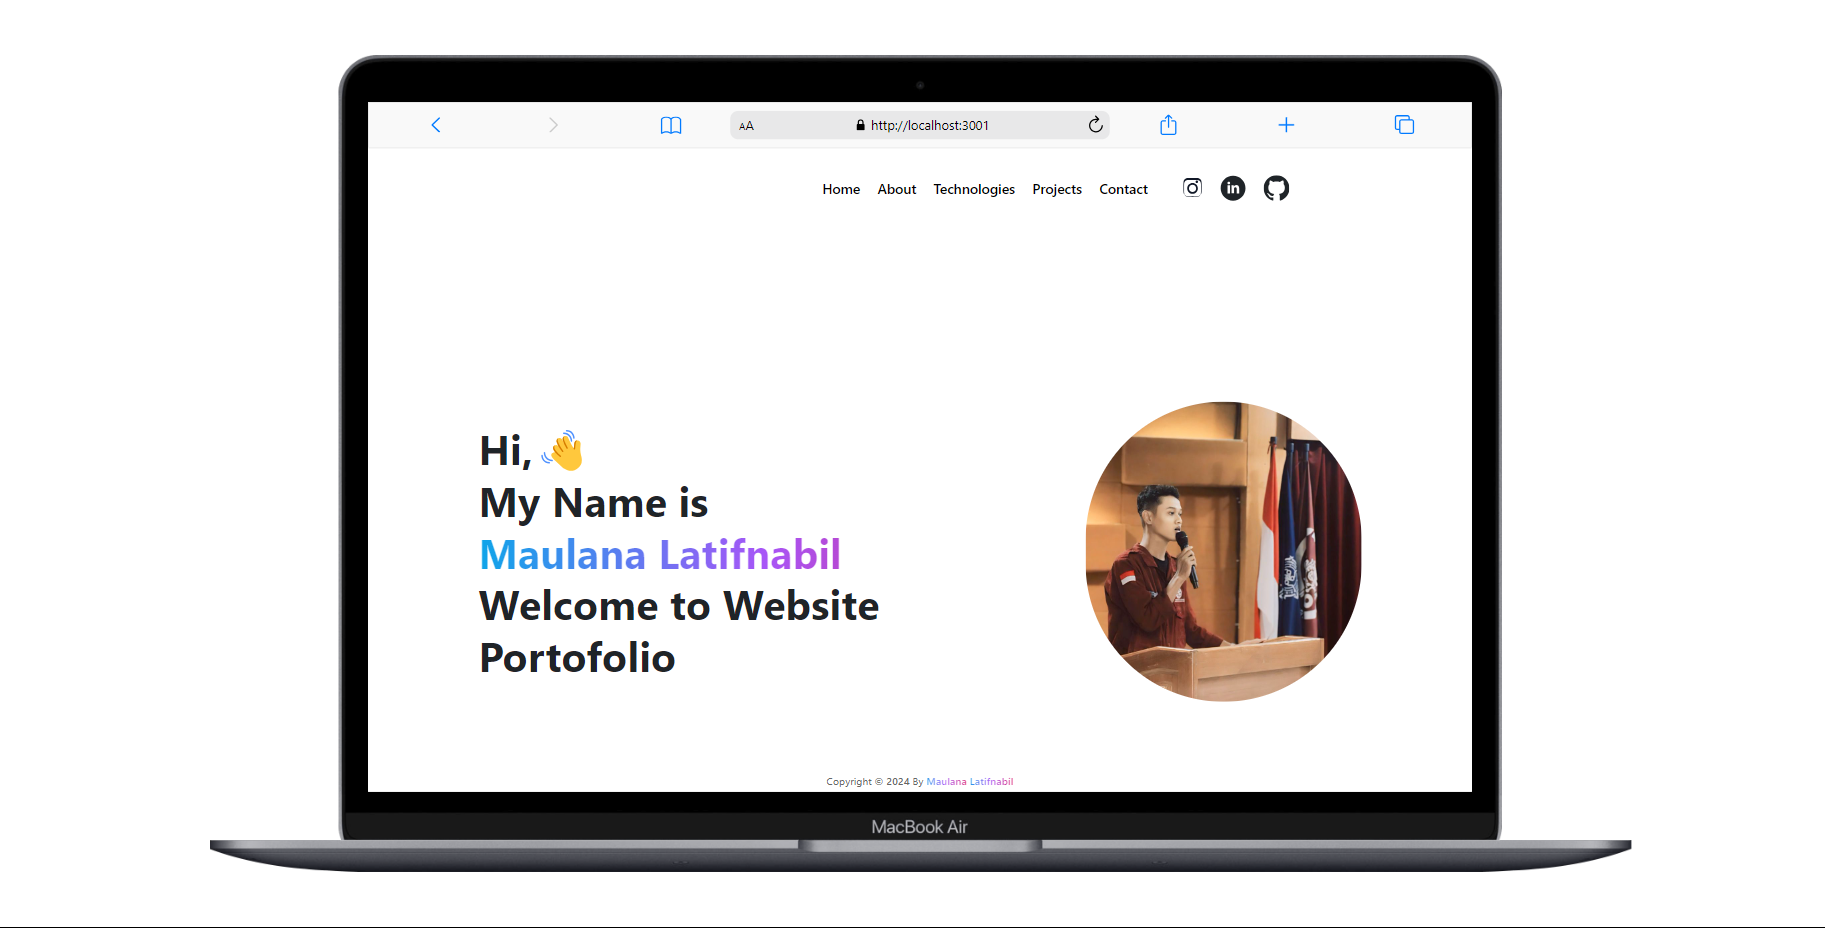 AA http://localhost:3001
Home About Technologies Projects Contact
in
Hi, 👋
My Name is
Maulana Latifnabil
Welcome to Website
Portofolio
Copyright © 2024 By Maulana Latifnabil
MacBook Air